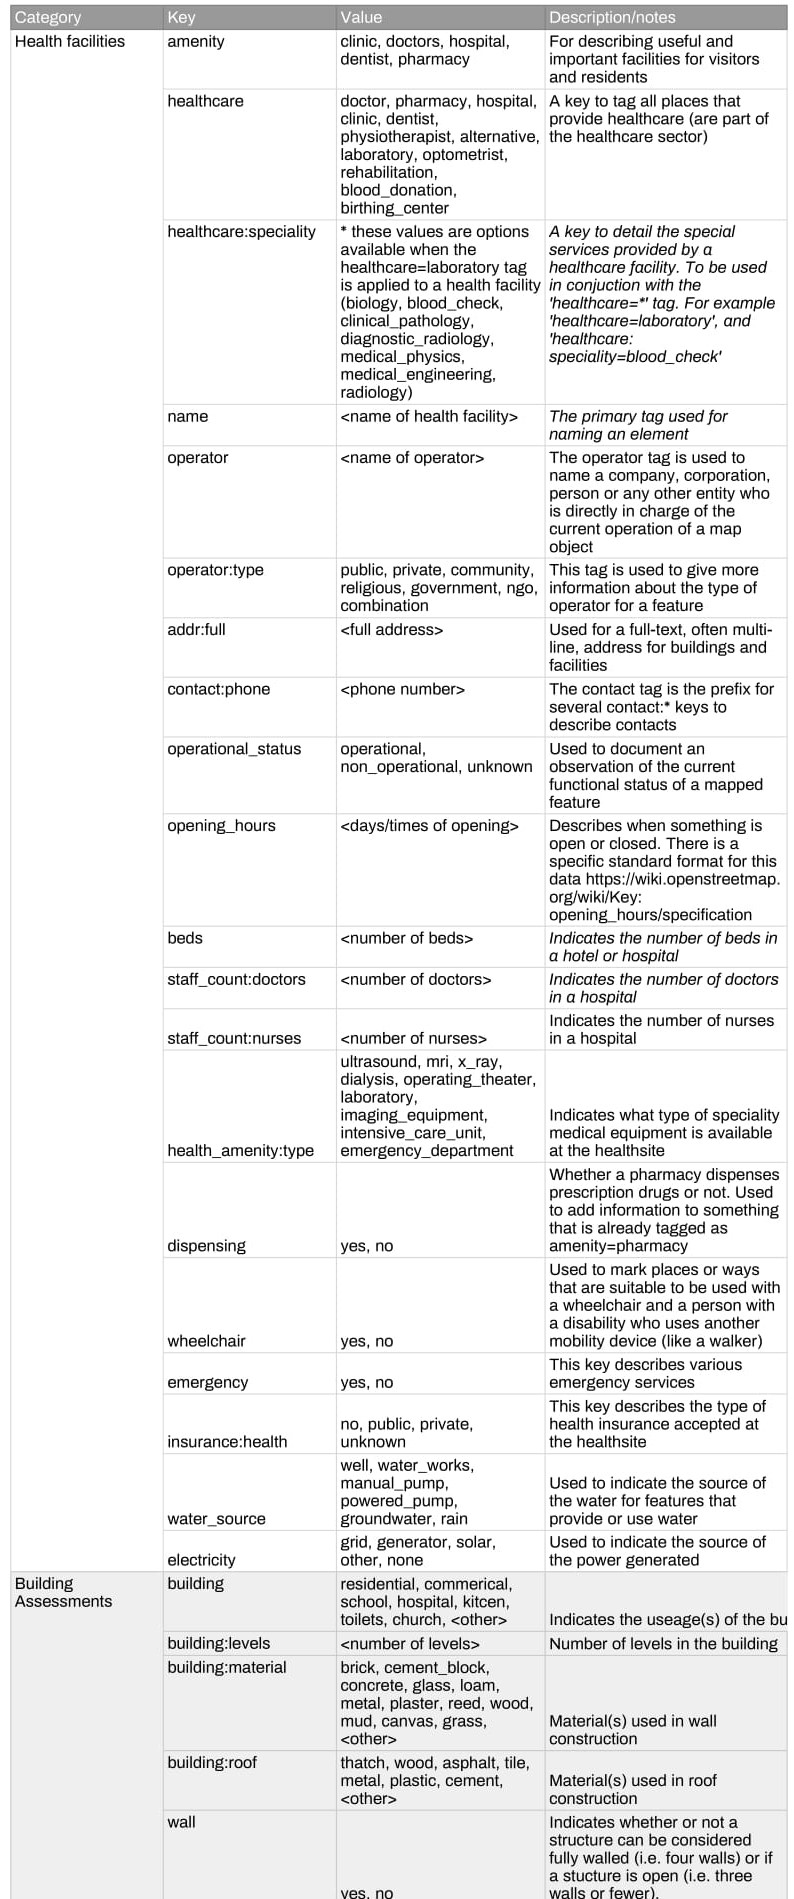 Category Key Value Description/notes
Health facilities amenity clinic, doctors, hospital, For describing useful and
dentist, pharmacy important facilities for visitors
and residents
healthcare doctor, pharmacy, hospital, A key to tag all places that
clinic, dentist, provide healthcare (are part of
physiotherapist, alternative, the healthcare sector)
laboratory, optometrist,
rehabilitation,
blood_donation,
birthing_center
healthcare:speciality * these values are options A key to detail the special
available when the services provided by a
healthcare=laboratory tag healthcare facility. To be used
is applied to a health facility in conjuction with the
(biology, blood_check, 'healthcare=*' tag. For example
clinical_pathology, 'healthcare=laboratory', and
diagnostic_radiology, 'healthcare:
medical_physics, speciality=blood_check'
medical_engineering,
radiology)
name <name of health facility> The primary tag used for
naming an element
operator <name of operator> The operator tag is used to
name a company, corporation,
person or any other entity who
is directly in charge of the
current operation of a map
object
operator:type public, private, community, This tag is used to give more
religious, government, ngo, information about the type of
combination operator for a feature
addr:full <full address> Used for a full-text, often multi-
line, address for buildings and
facilities
contact:phone <phone number> The contact tag is the prefix for
several contact:* keys to
describe contacts
operational_status operational, Used to document an
non_operational, unknown observation of the current
functional status of a mapped
feature
opening_hours <days/times of opening> Describes when something is
open or closed. There is a
specific standard format for this
data https://wiki.openstreetmap.
org/wiki/Key:
opening_hours/specification
beds <number of beds> Indicates the number of beds in
a hotel or hospital
staff_count:doctors <number of doctors> Indicates the number of doctors
in a hospital
Indicates the number of nurses
staff_count:nurses <number of nurses> in a hospital
ultrasound, mri, x_ray,
dialysis, operating_theater,
laboratory,
imaging_equipment, Indicates what type of speciality
intensive_care_unit, medical equipment is available
health_amenity:type emergency_department at the healthsite
Whether a pharmacy dispenses
prescription drugs or not. Used
to add information to something
that is already tagged as
dispensing yes, no amenity=pharmacy
Used to mark places or ways
that are suitable to be used with
a wheelchair and a person with
a disability who uses another
wheelchair yes, no mobility device (like a walker)
This key describes various
emergency yes, no emergency services
This key describes the type of
no, public, private, health insurance accepted at
insurance:health unknown the healthsite
well, water_works,
manual_pump, Used to indicate the source of
powered_pump, the water for features that
water_source groundwater, rain provide or use water
grid, generator, solar, Used to indicate the source of
electricity other, none the power generated
Building building residential, commerical,
Assessments school, hospital, kitcen,
toilets, church, <other> Indicates the useage(s) of the bu
building:levels <number of levels> Number of levels in the building
building:material brick, cement_block,
concrete, glass, loam,
metal, plaster, reed, wood,
mud, canvas, grass, Material(s) used in wall
<other> construction
building:roof thatch, wood, asphalt, tile,
metal, plastic, cement, Material(s) used in roof
<other> construction
wall Indicates whether or not a
structure can be considered
fully walled (i.e. four walls) or if
a stucture is open (i.e. three
yes, no walls or fewer).